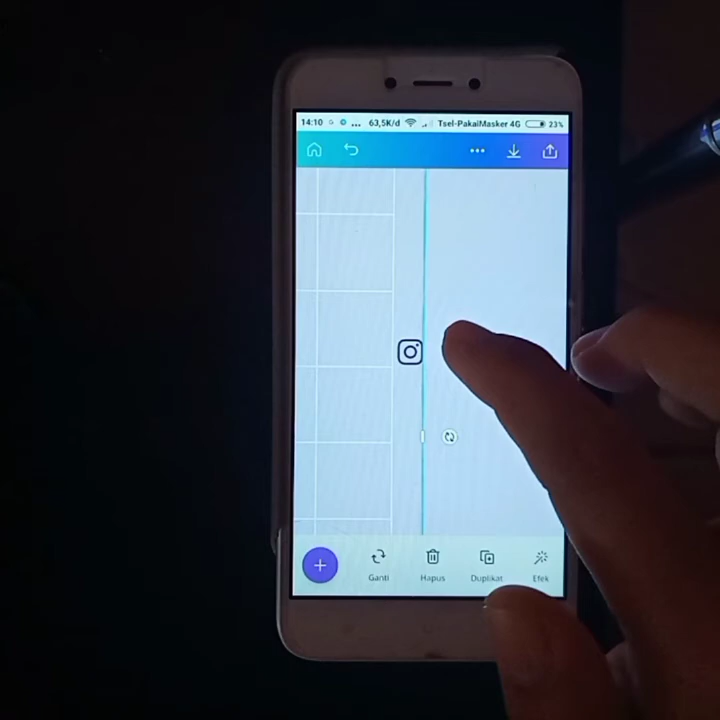 14:10 ... 63,5K/d Tsel-PakaiMasker 4G 23%
Ganti Hapus Duplikat Efek